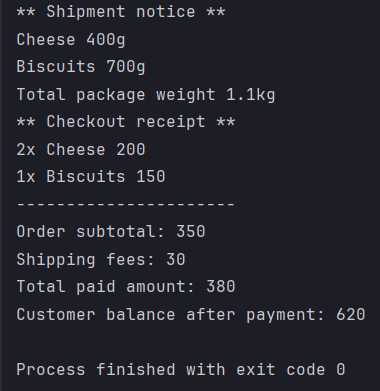 ** Shipment notice **
Cheese 400g
Biscuits 700g
Total package weight 1.1kg
** Checkout receipt **
2x Cheese 200
1x Biscuits 150
----------------------
Order subtotal: 350
Shipping fees: 30
Total paid amount: 380
Customer balance after payment: 620
Process finished with exit code 0